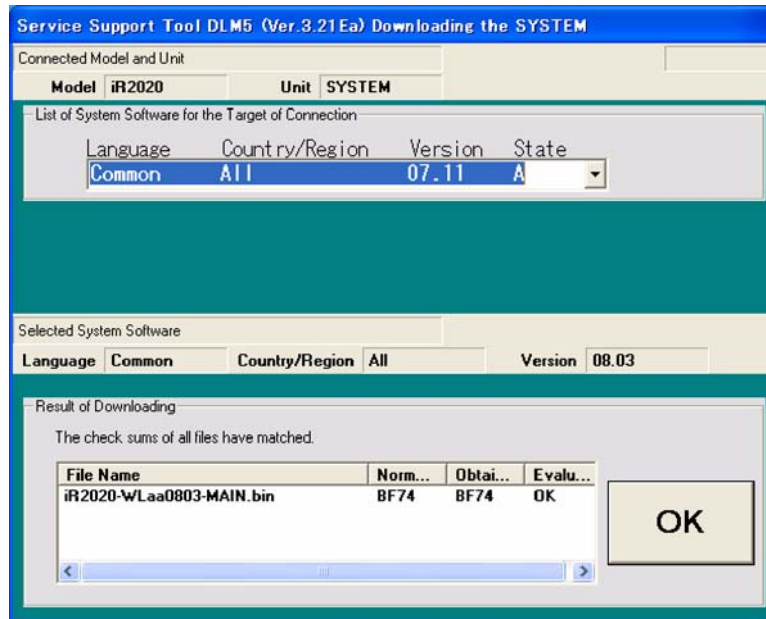 Service Support Tool DLM5 (Ver.3.21Ea) Downloading the SYSTEM
Connected Model and Unit
Model iR2020 Unit SYSTEM
List of System Software for the Target of Connection
Language Country/Region Version State
Common All 07.11 A
Selected System Software
Language Common Country/Region All Version 08.03
Result of Downloading
The check sums of all files have matched.
File Name Norm... Obtai... Evalu...
iR2020-WLaa0803-MAIN.bin BF74 BF74 OK
OK